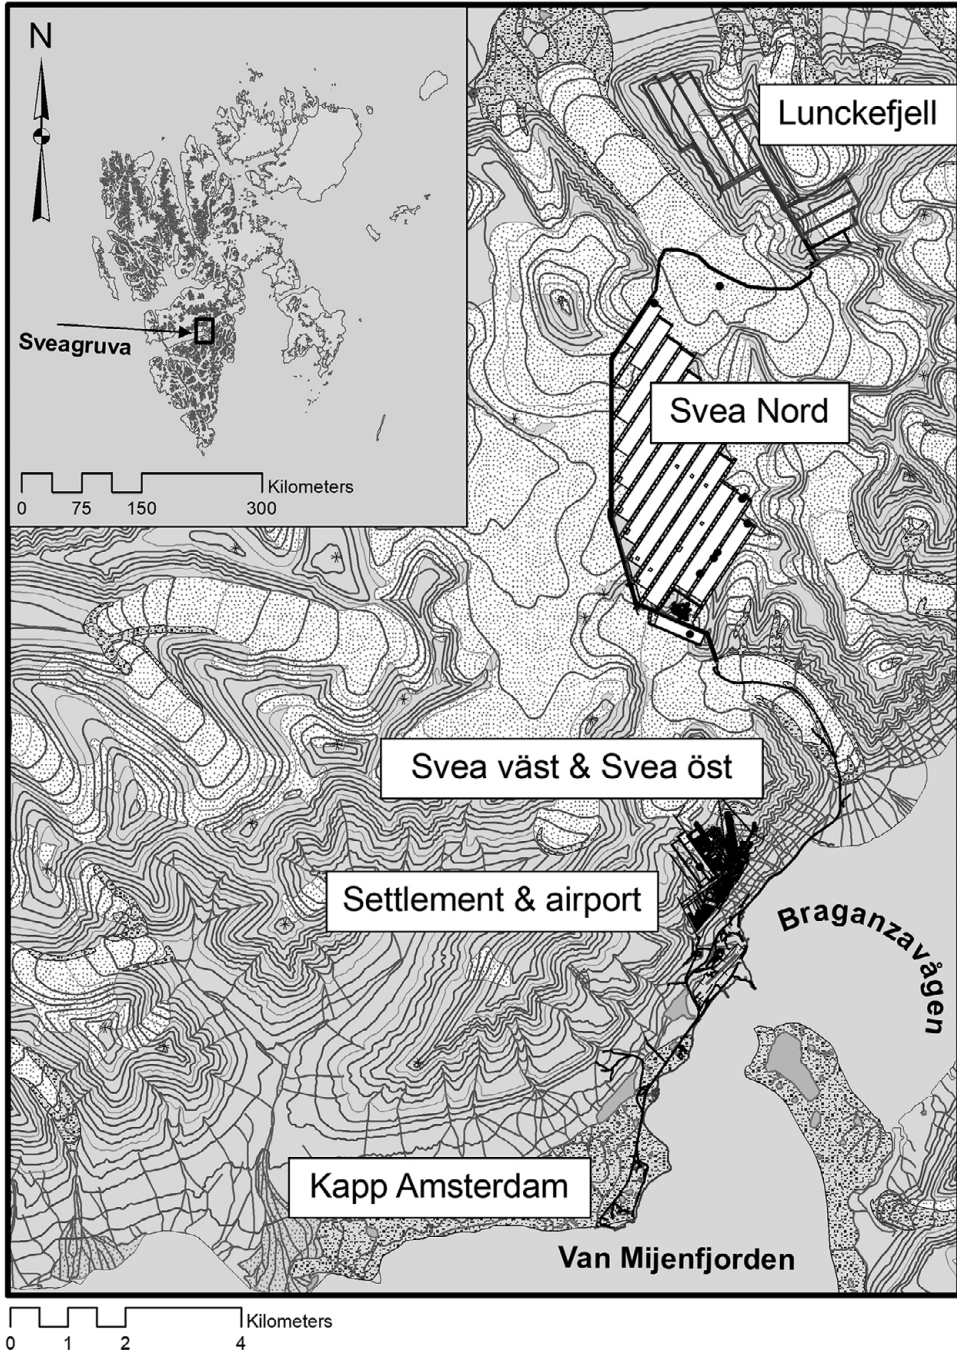 N
Lunckefjell
Sveagruva
Svea Nord
Kilometers
0 75 150 300
Svea väst & Svea öst
Settlement & airport
Braganzavågen
Kapp Amsterdam
Van Mijenfjorden
Kilometers
0 1 2 4